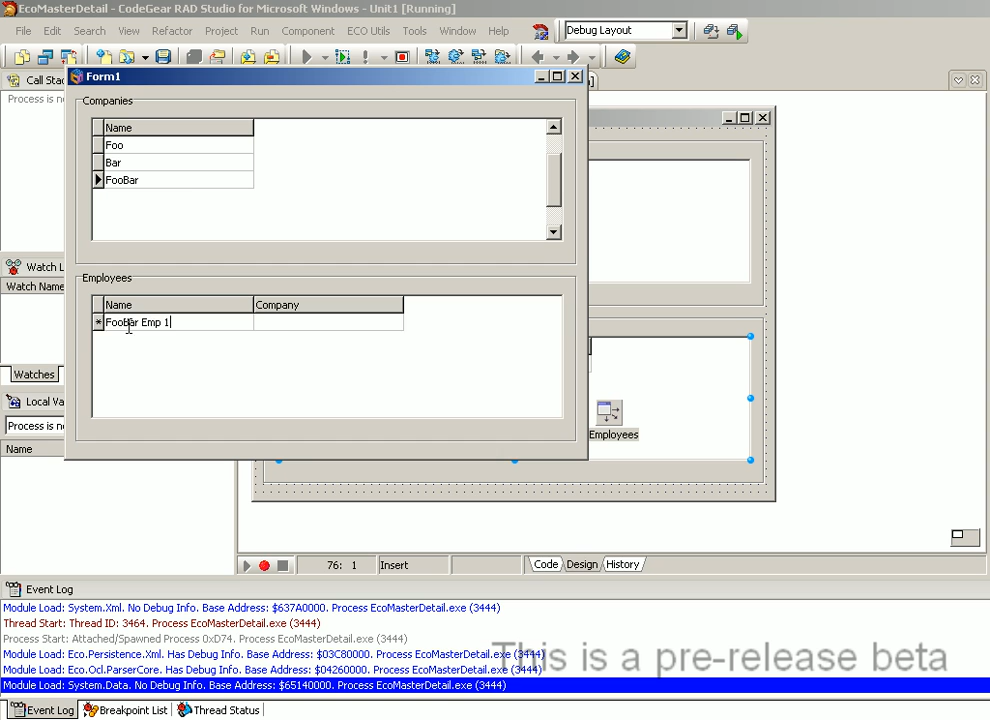 EcoMasterDetail - CodeGear RAD Studio for Microsoft Windows - Unit1 [Running]
File Edit Search View Refactor Project Run Component ECO Utils Tools Window Help Debug Layout
Call Stac
Form1
Process is ne
Companies
Name
Foo
Bar
FooBar
Watch L
Employees
Watch Name
Name Company
FooBar Emp 1
Watches
Local Va
Process is no
Employees
Name
76: 1 Insert Code Design History
Event Log
Module Load: System.Xml. No Debug Info. Base Address: $637A0000. Process EcoMasterDetail.exe (3444)
Thread Start: Thread ID: 3464. Process EcoMasterDetail.exe (3444)
Process Start: Attached/Spawned Process 0xD74. Process EcoMasterDetail.exe (3444)
Module Load: Eco.Persistence.Xml. Has Debug Info. Base Address: $03C80000. Process EcoMasterDetail.exe (3444)
Module Load: Eco.Ocl.ParserCore. Has Debug Info. Base Address: $04260000. Process EcoMasterDetail.exe (3444)
Module Load: System.Data. No Debug Info. Base Address: $65140000. Process EcoMasterDetail.exe (3444)
This is a pre-release beta
Event Log Breakpoint List Thread Status